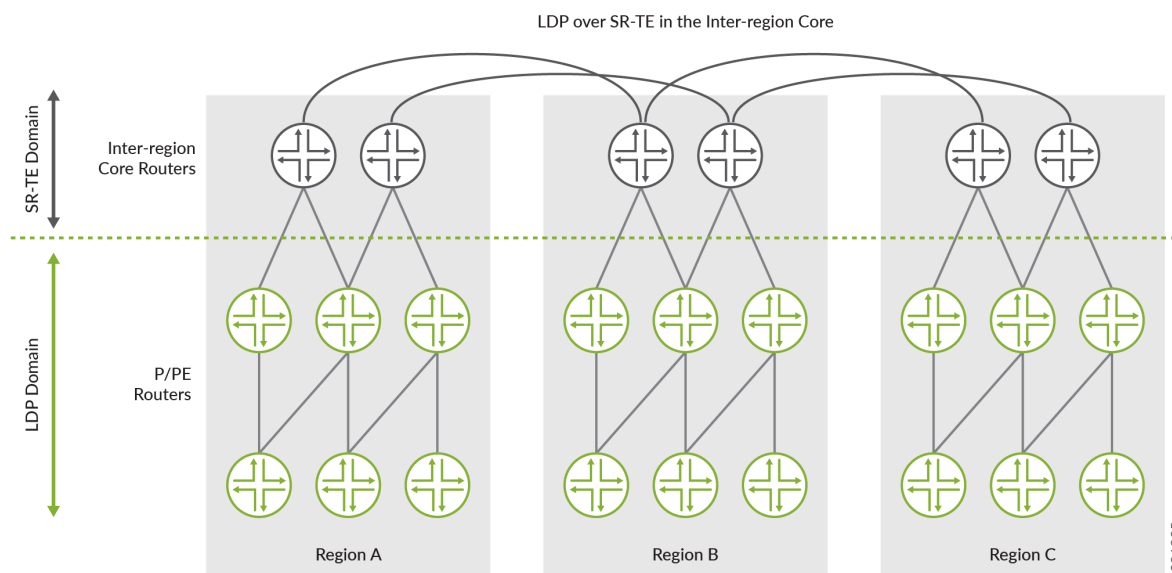 LDP over SR-TE in the Inter-region Core
SR-TE Domain
Inter-region
Core Routers
LDP Domain
P/PE
Routers
Region A
Region B
Region C